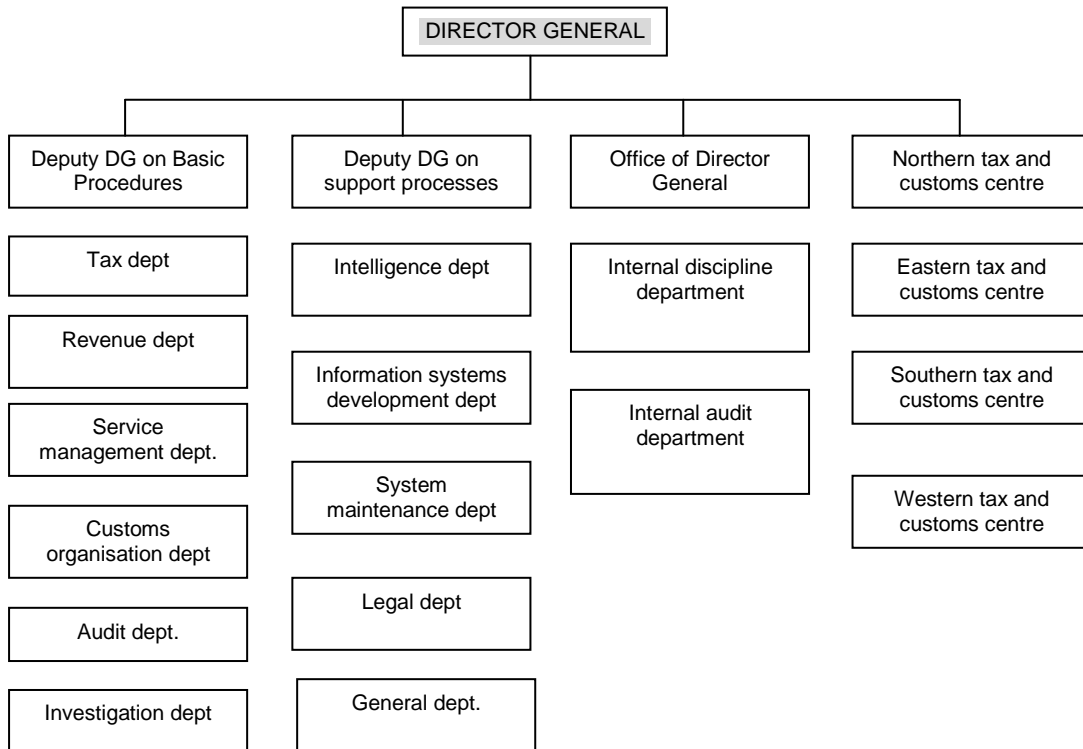 DIRECTOR GENERAL
Deputy DG on Basic
Procedures
Deputy DG on
support processes
Office of Director
General
Northern tax and
customs centre
Tax dept
Intelligence dept
Internal discipline
department
Eastern tax and
customs centre
Revenue dept
Information systems
development dept
Southern tax and
customs centre
Service
management dept.
Internal audit
department
System
maintenance dept
Western tax and
customs centre
Customs
organisation dept
Legal dept
Audit dept.
General dept.
Investigation dept